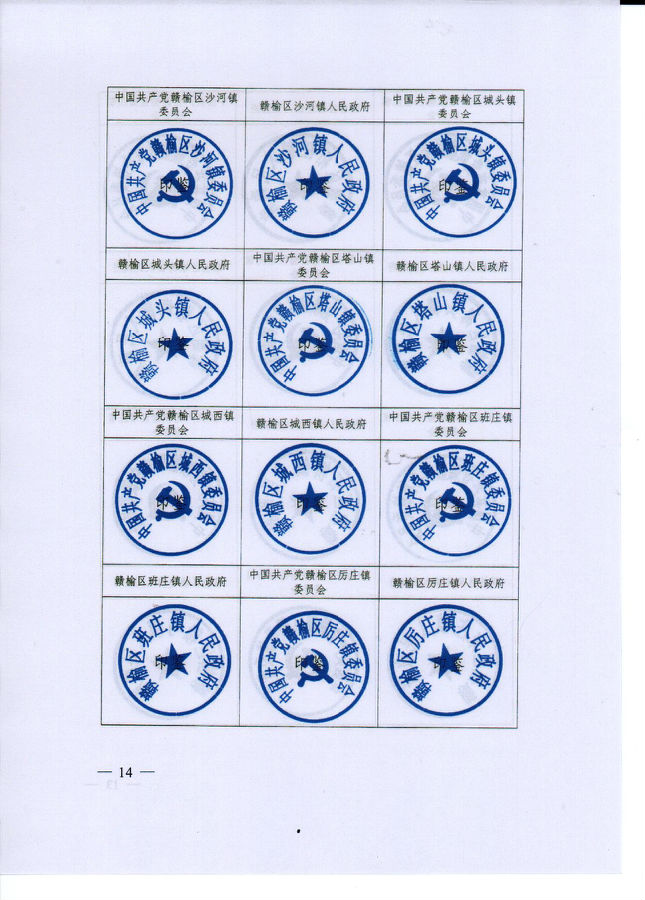 中国共产党赣榆区沙河镇
委员会
赣榆区沙河镇人民政府
中国共产党赣榆区城头镇
委员会
中国共产党赣榆区沙河镇委员会
印鉴
赣榆区沙河镇人民政府
印鉴
中国共产党赣榆区城头镇委员会
印鉴
赣榆区城头镇人民政府
中国共产党赣榆区塔山镇
委员会
赣榆区塔山镇人民政府
赣榆区城头镇人民政府
印鉴
中国共产党赣榆区塔山镇委员会
印鉴
赣榆区塔山镇人民政府
印鉴
中国共产党赣榆区城西镇
委员会
赣榆区城西镇人民政府
中国共产党赣榆区班庄镇
委员会
中国共产党赣榆区城西镇委员会
印鉴
赣榆区城西镇人民政府
印鉴
中国共产党赣榆区班庄镇委员会
印鉴
赣榆区班庄镇人民政府
中国共产党赣榆区厉庄镇
委员会
赣榆区厉庄镇人民政府
赣榆区班庄镇人民政府
印鉴
中国共产党赣榆区厉庄镇委员会
印鉴
赣榆区厉庄镇人民政府
印鉴
— 14 —